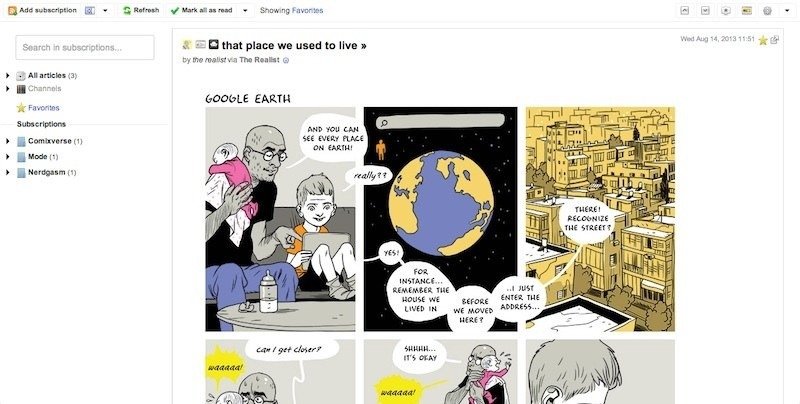 Add subscription
Refresh
Mark all as read
Showing Favorites
Search in subscriptions...
All articles (3)
Channels
Favorites
Subscriptions
Comixverse (1)
Mode (1)
Nerdgasm (1)
that place we used to live »
Wed Aug 14, 2013 11:51
by the realist via The Realist
GOOGLE EARTH
AND YOU CAN
SEE EVERY PLACE
ON EARTH!
really??
YES!
FOR
INSTANCE...
REMEMBER THE
HOUSE WE
LIVED IN
BEFORE
WE MOVED
HERE?
..I JUST
ENTER THE
ADDRESS...
THERE!
RECOGNIZE
THE STREET?
can I get closer?
waaaaa!
SHHHH...
IT'S OKAY
waaaaa!